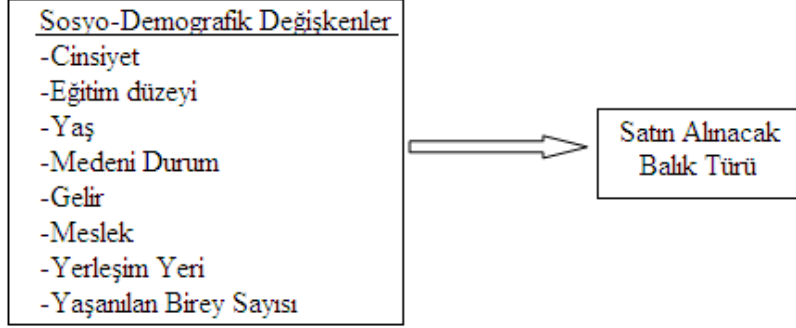 Sosyo-Demografik Değişkenler
-Cinsiyet
-Eğitim düzeyi
-Yaş
-Medeni Durum
-Gelir
-Meslek
-Yerleşim Yeri
-Yaşanılan Birey Sayısı
Satın Alınacak
Balık Türü